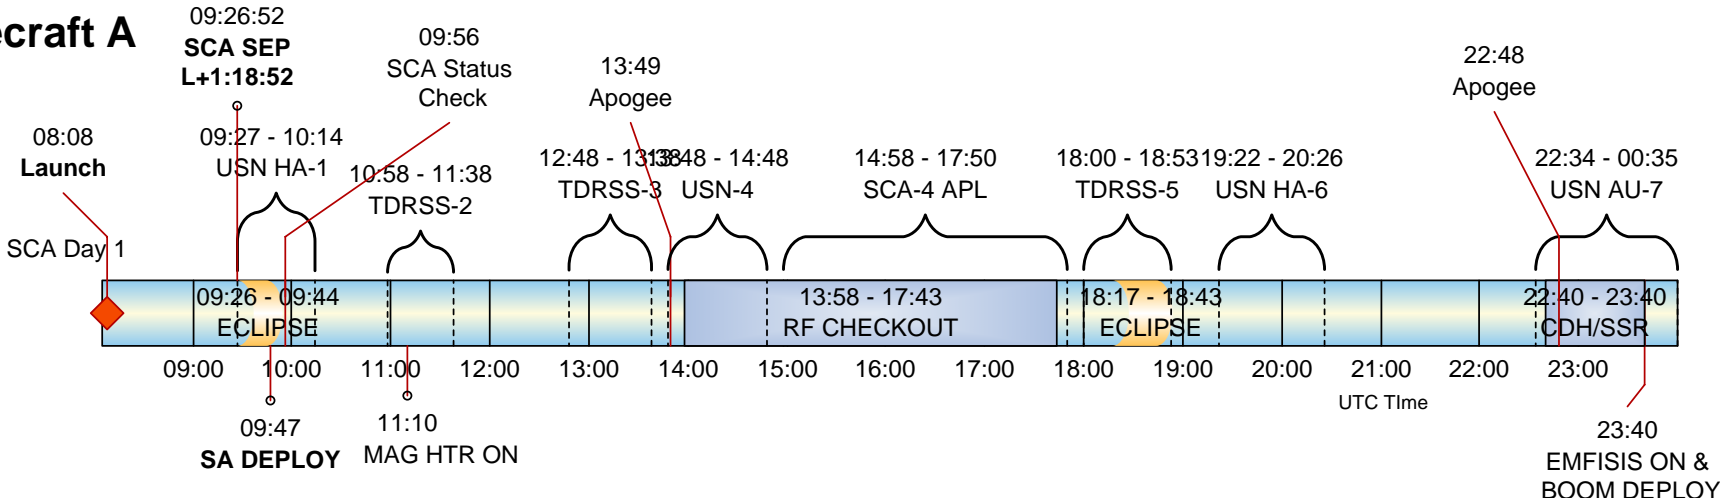 ecraft A
09:26:52
SCA SEP
L+1:18:52
09:56
SCA Status
Check
13:49
Apogee
22:48
Apogee
08:08
Launch
09:27 - 10:14
USN HA-1
10:58 - 11:38
TDRSS-2
12:48 - 13:38
TDRSS-3
13:48 - 14:48
USN-4
14:58 - 17:50
SCA-4 APL
18:00 - 18:53
TDRSS-5
19:22 - 20:26
USN HA-6
22:34 - 00:35
USN AU-7
SCA Day 1
09:26 - 09:44
ECLIPSE
13:58 - 17:43
RF CHECKOUT
18:17 - 18:43
ECLIPSE
22:40 - 23:40
CDH/SSR
09:00 10:00 11:00 12:00 13:00 14:00 15:00 16:00 17:00 18:00 19:00 20:00 21:00 22:00 23:00
UTC TIme
09:47
SA DEPLOY
11:10
MAG HTR ON
23:40
EMFISIS ON &
BOOM DEPLOY